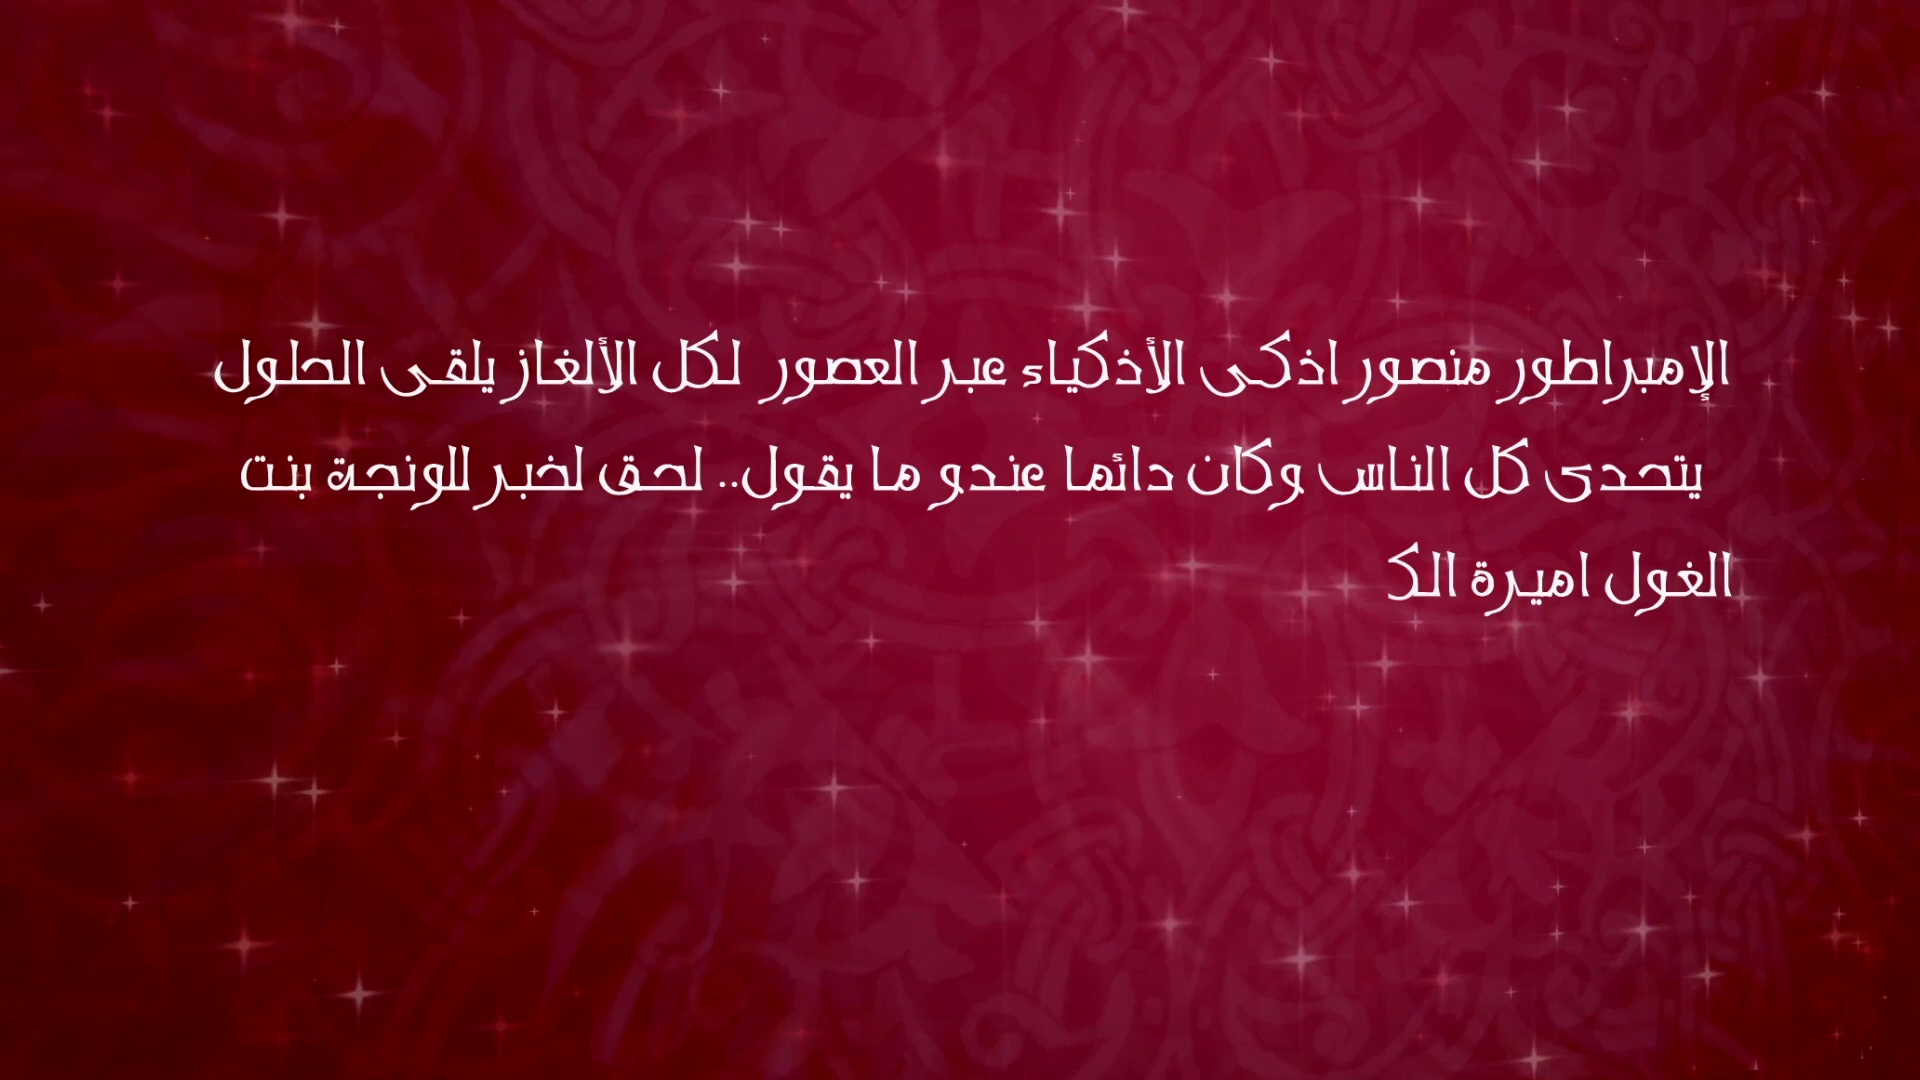 الإمبراطور منصور اذكى الأذكياء عبر العصور لكل الألغاز يلقى الحلول
يتحدى كل الناس وكان دائما عندو ما يقول.. لحق لخبر للونجة بنت
الغول اميرة الك